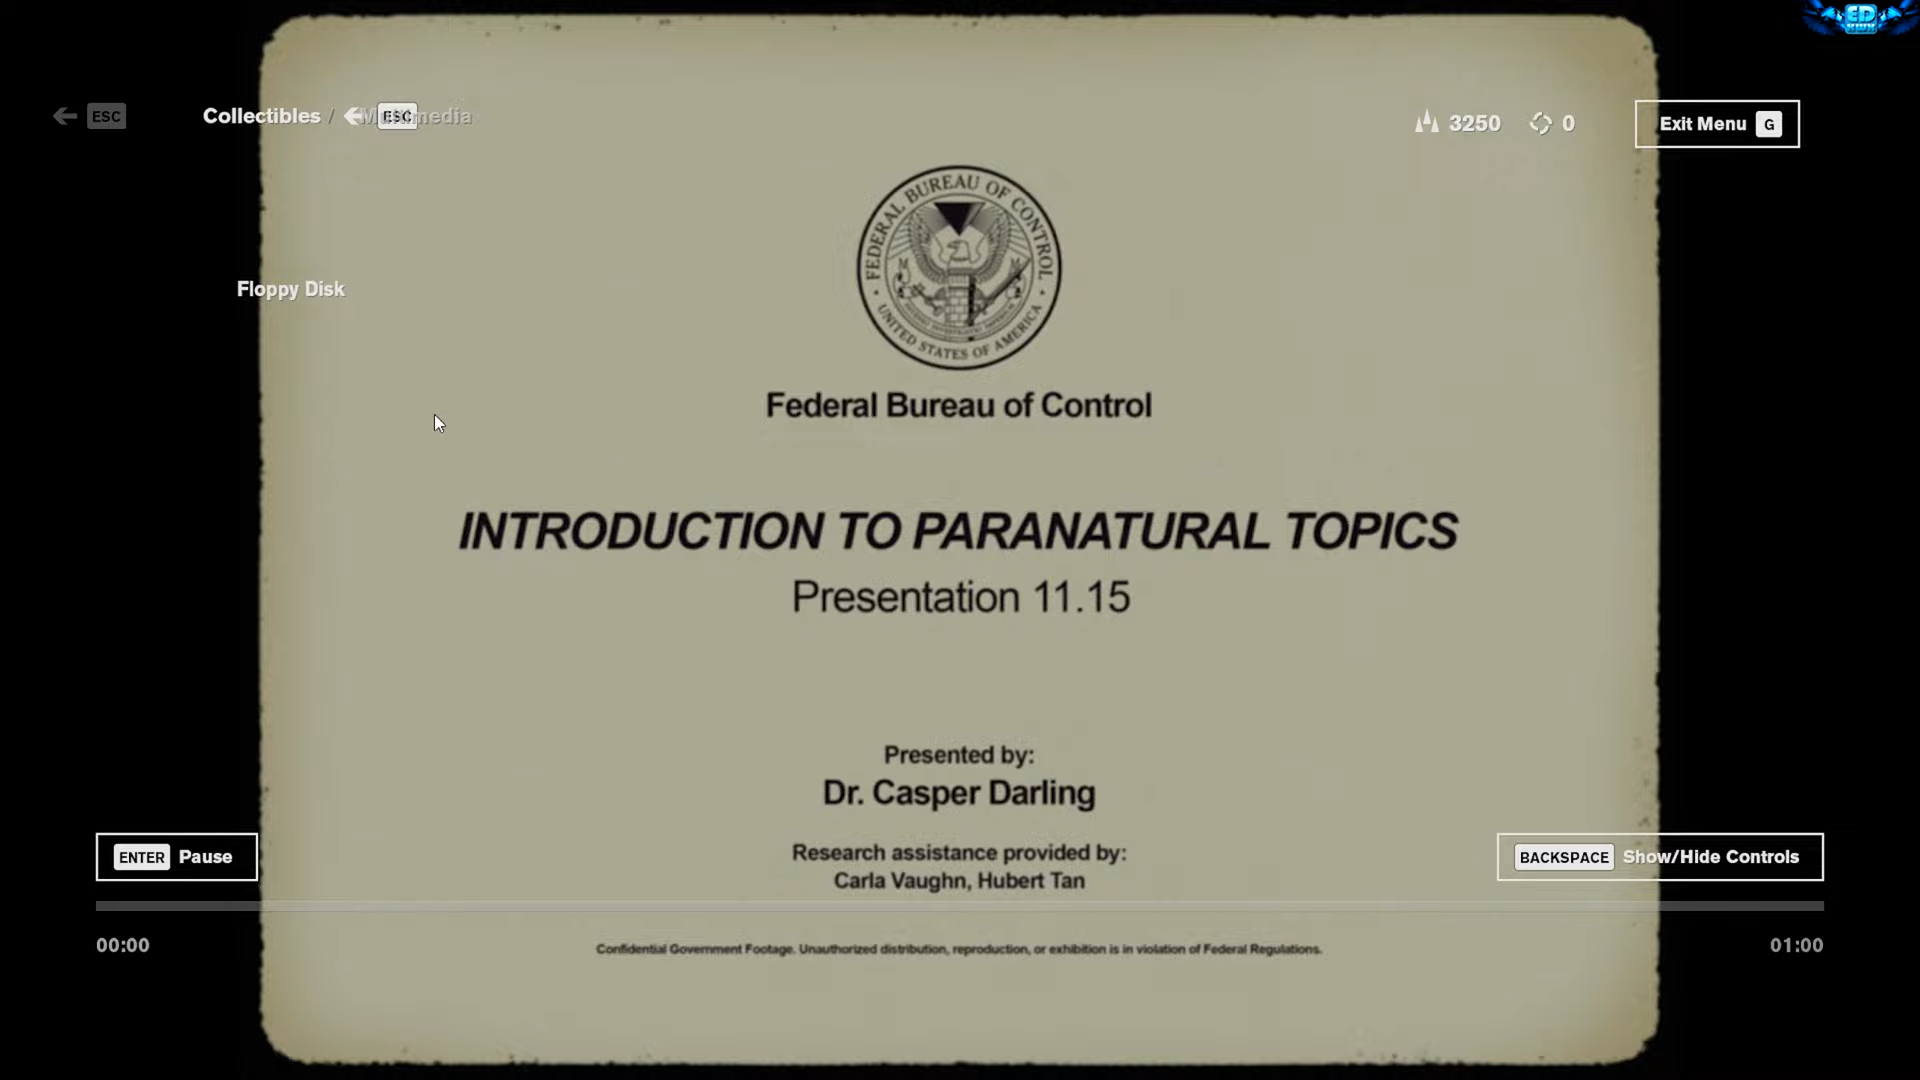 ED
KWK
ESC
Collectibles / Multimedia
ESC
3250
0
Exit Menu G
FEDERAL BUREAU OF CONTROL
UNITED STATES OF AMERICA
Floppy Disk
Federal Bureau of Control
INTRODUCTION TO PARANATURAL TOPICS
Presentation 11.15
Presented by:
Dr. Casper Darling
ENTER Pause
BACKSPACE Show/Hide Controls
Research assistance provided by:
Carla Vaughn, Hubert Tan
00:00
01:00
Confidential Government Footage. Unauthorized distribution, reproduction, or exhibition is in violation of Federal Regulations.